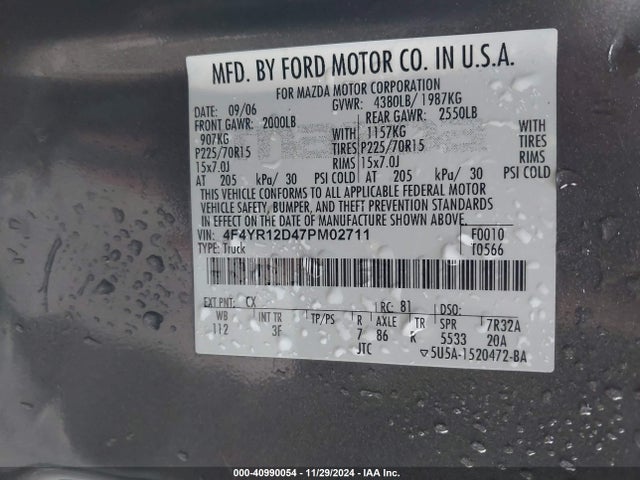 MFD. BY FORD MOTOR CO. IN U.S.A.
FOR MAZDA MOTOR CORPORATION
DATE: 09/06 GVWR: 4380LB/ 1987KG
FRONT GAWR: 2000LB REAR GAWR: 2550LB
907KG WITH 1157KG WITH
P225/70R15 TIRES P225/70R15 TIRES
15x7.0J RIMS 15x7.0J RIMS
AT 205 kPa/ 30 PSI COLD AT 205 kPa/ 30 PSI COLD
THIS VEHICLE CONFORMS TO ALL APPLICABLE FEDERAL MOTOR
VEHICLE SAFETY, BUMPER, AND THEFT PREVENTION STANDARDS
IN EFFECT ON THE DATE OF MANUFACTURE SHOWN ABOVE.
VIN: 4F4YR12D47PM02711 F0010
TYPE: Truck T0566
EXT PNT: CX RC: 81 DSO:
WB INT TR TP/PS R AXLE TR SPR 7R32A
112 3F 7 86 R 5533 20A
JTC 5U5A-1520472-BA
000-40990054 - 11/29/2024 - IAA Inc.